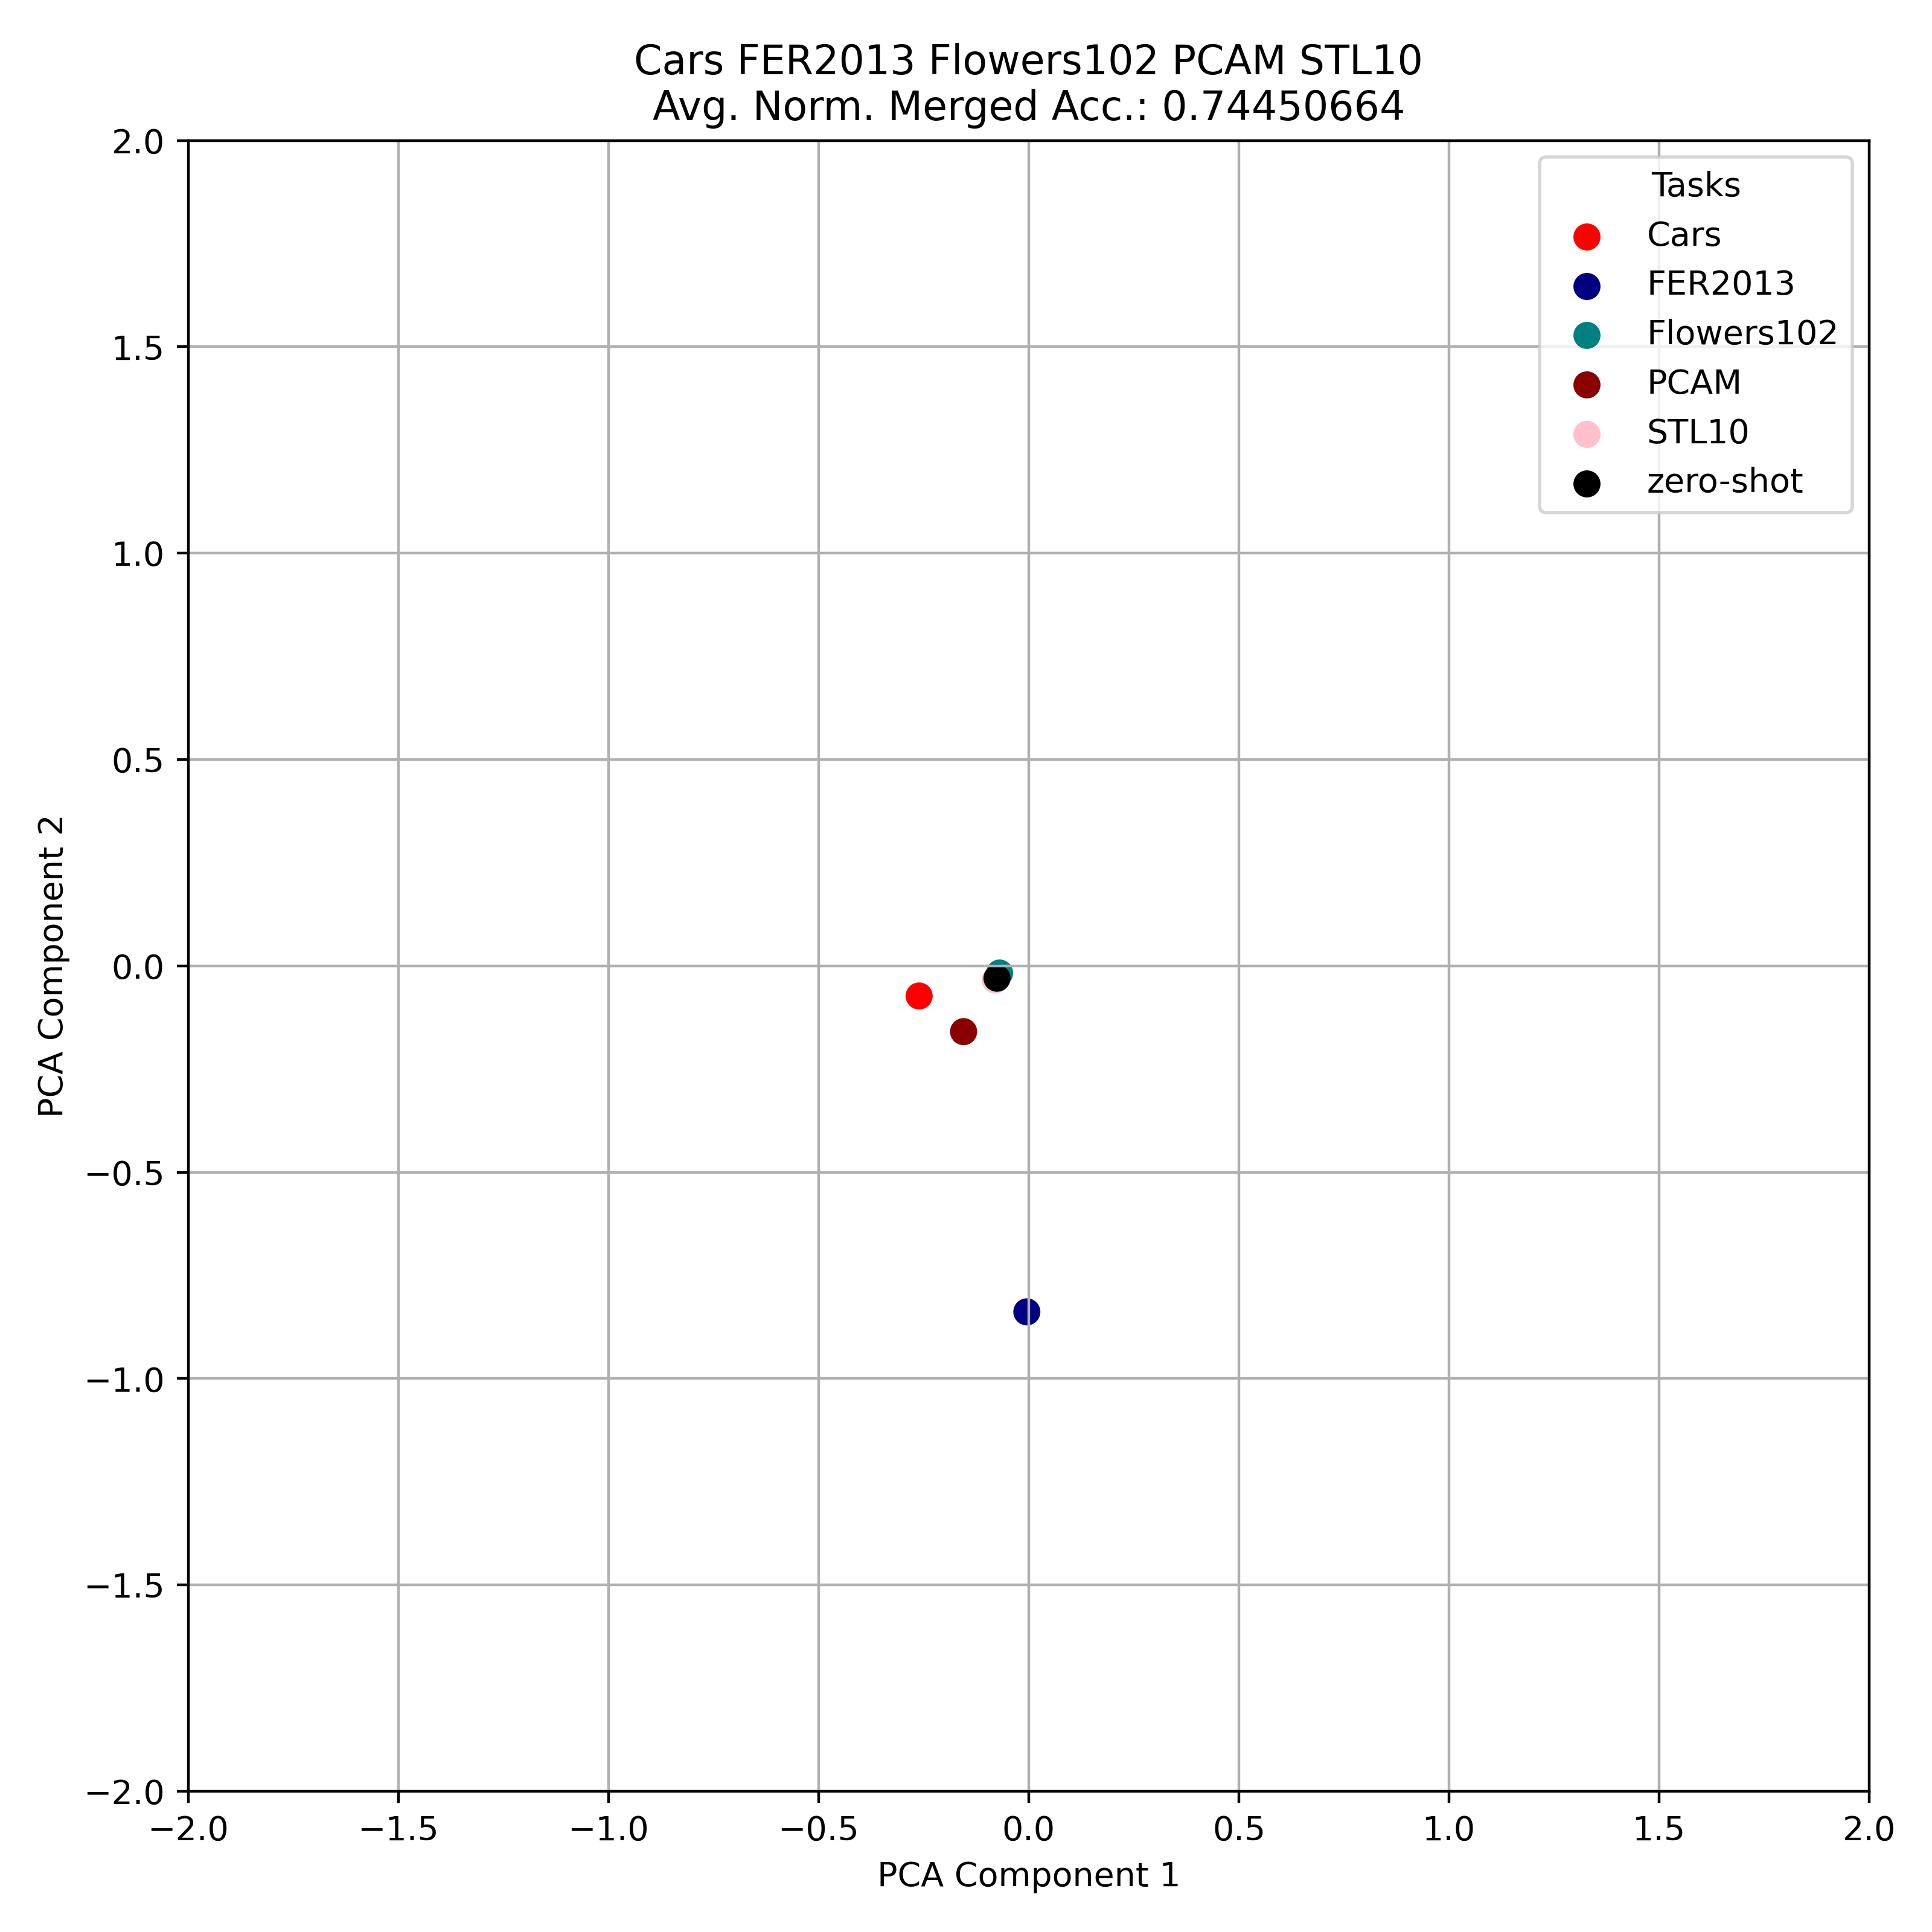 Cars FER2013 Flowers102 PCAM STL10
Avg. Norm. Merged Acc.: 0.74450664
Tasks
Cars
FER2013
Flowers102
PCAM
STL10
zero-shot
2.0
1.5
1.0
0.5
0.0
−0.5
−1.0
−1.5
−2.0
PCA Component 2
−2.0 −1.5 −1.0 −0.5 0.0 0.5 1.0 1.5 2.0
PCA Component 1